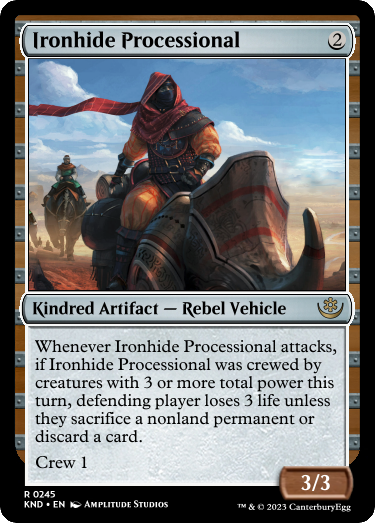 Ironhide Processional 2
Kindred Artifact — Rebel Vehicle
Whenever Ironhide Processional attacks,
if Ironhide Processional was crewed by
creatures with 3 or more total power this
turn, defending player loses 3 life unless
they sacrifice a nonland permanent or
discard a card.
Crew 1
3/3
R 0245
KND • EN Amplitude Studios
™ & © 2023 CanterburyEgg